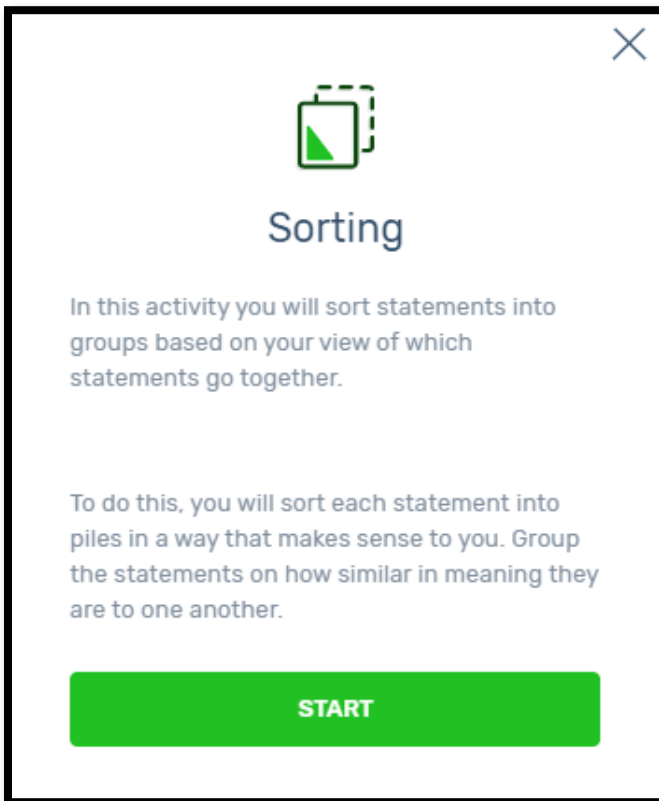 Sorting
In this activity you will sort statements into
groups based on your view of which
statements go together.
To do this, you will sort each statement into
piles in a way that makes sense to you. Group
the statements on how similar in meaning they
are to one another.
START